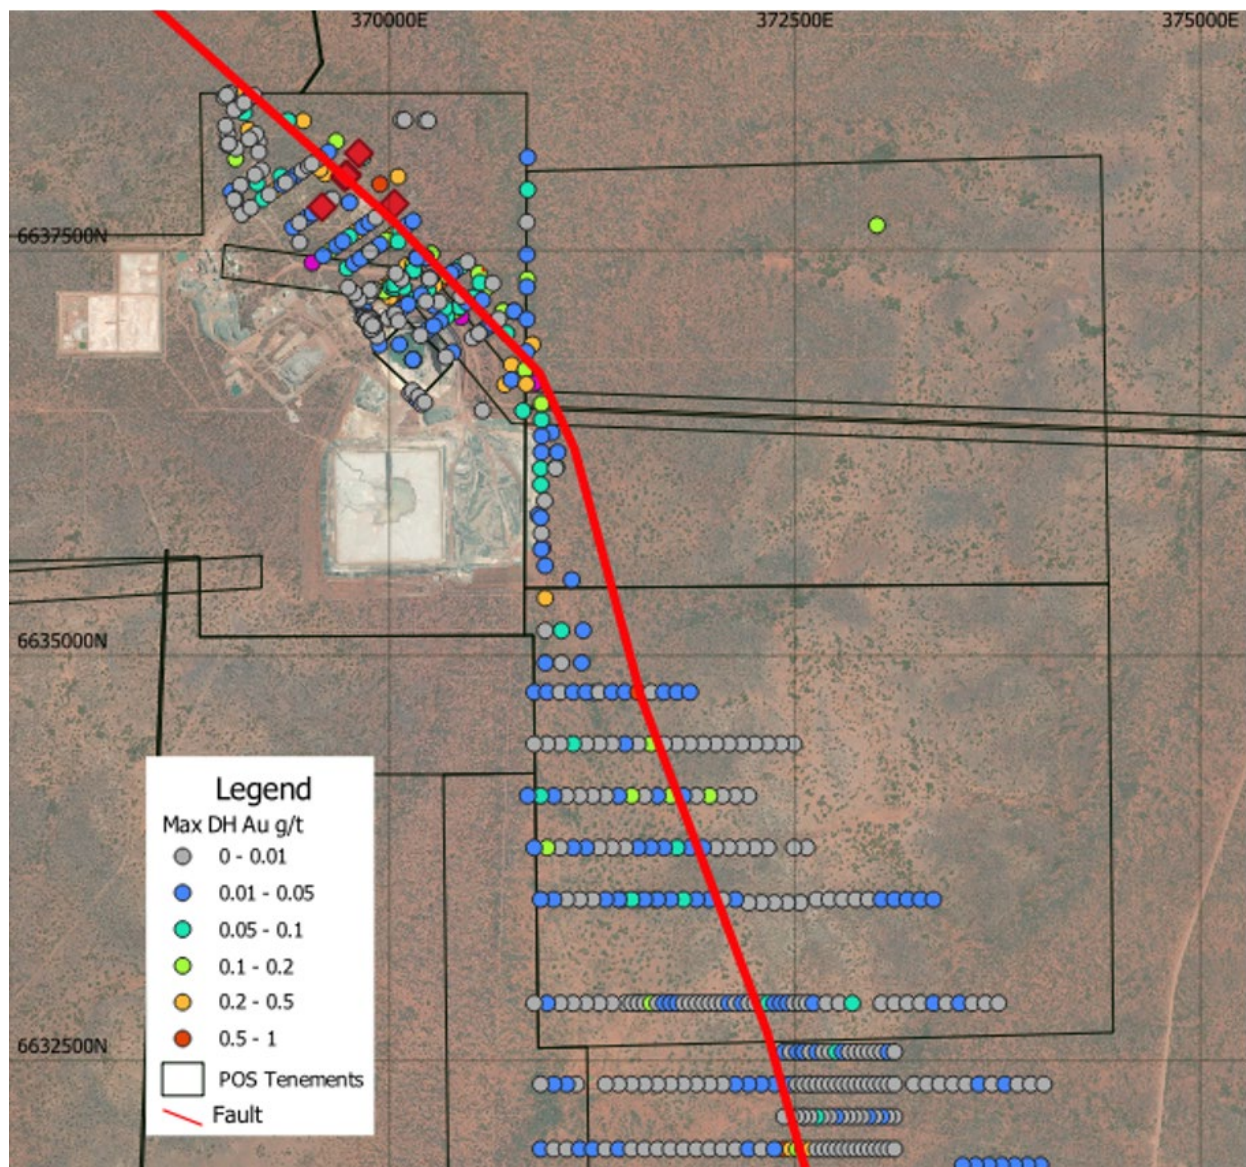 370000E
372500E
375000E
6637500N
6635000N
6632500N
Legend
Max DH Au g/t
0 - 0.01
0.01 - 0.05
0.05 - 0.1
0.1 - 0.2
0.2 - 0.5
0.5 - 1
POS Tenements
Fault